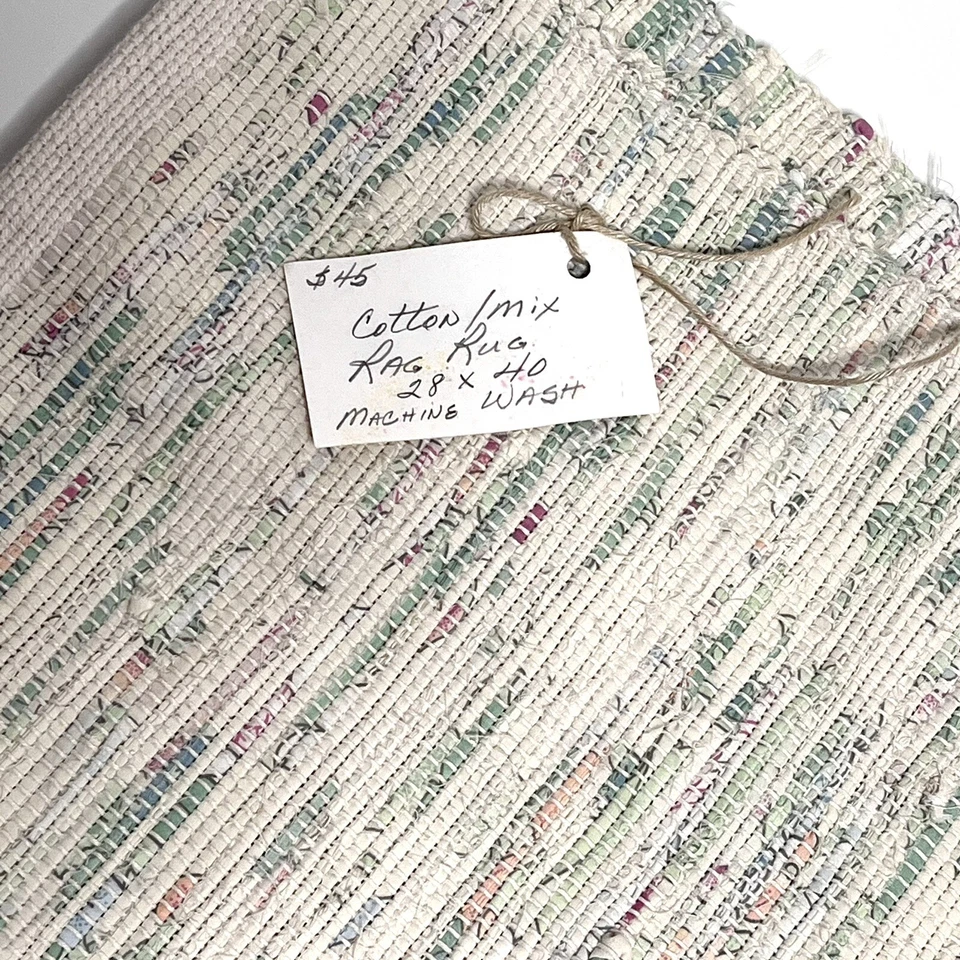 $45
Cotton/mix
Rag Rug
28 x 40
Machine Wash